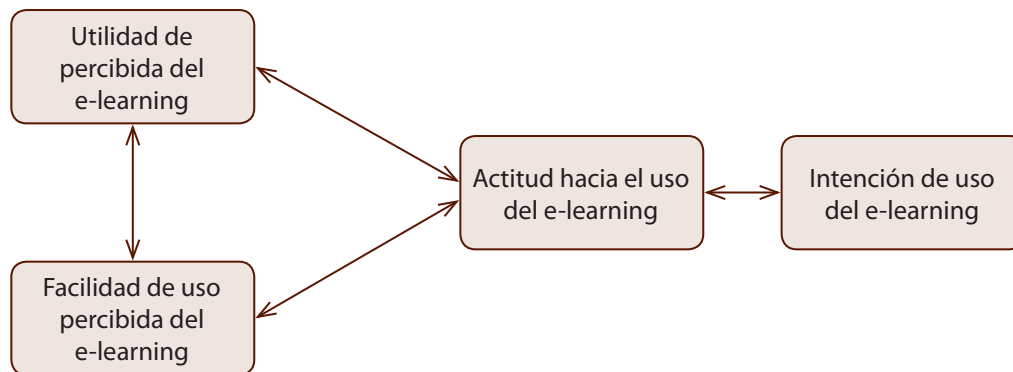 Utilidad de
percibida del
e-learning
Actitud hacia el uso
del e-learning
Intención de uso
del e-learning
Facilidad de uso
percibida del
e-learning